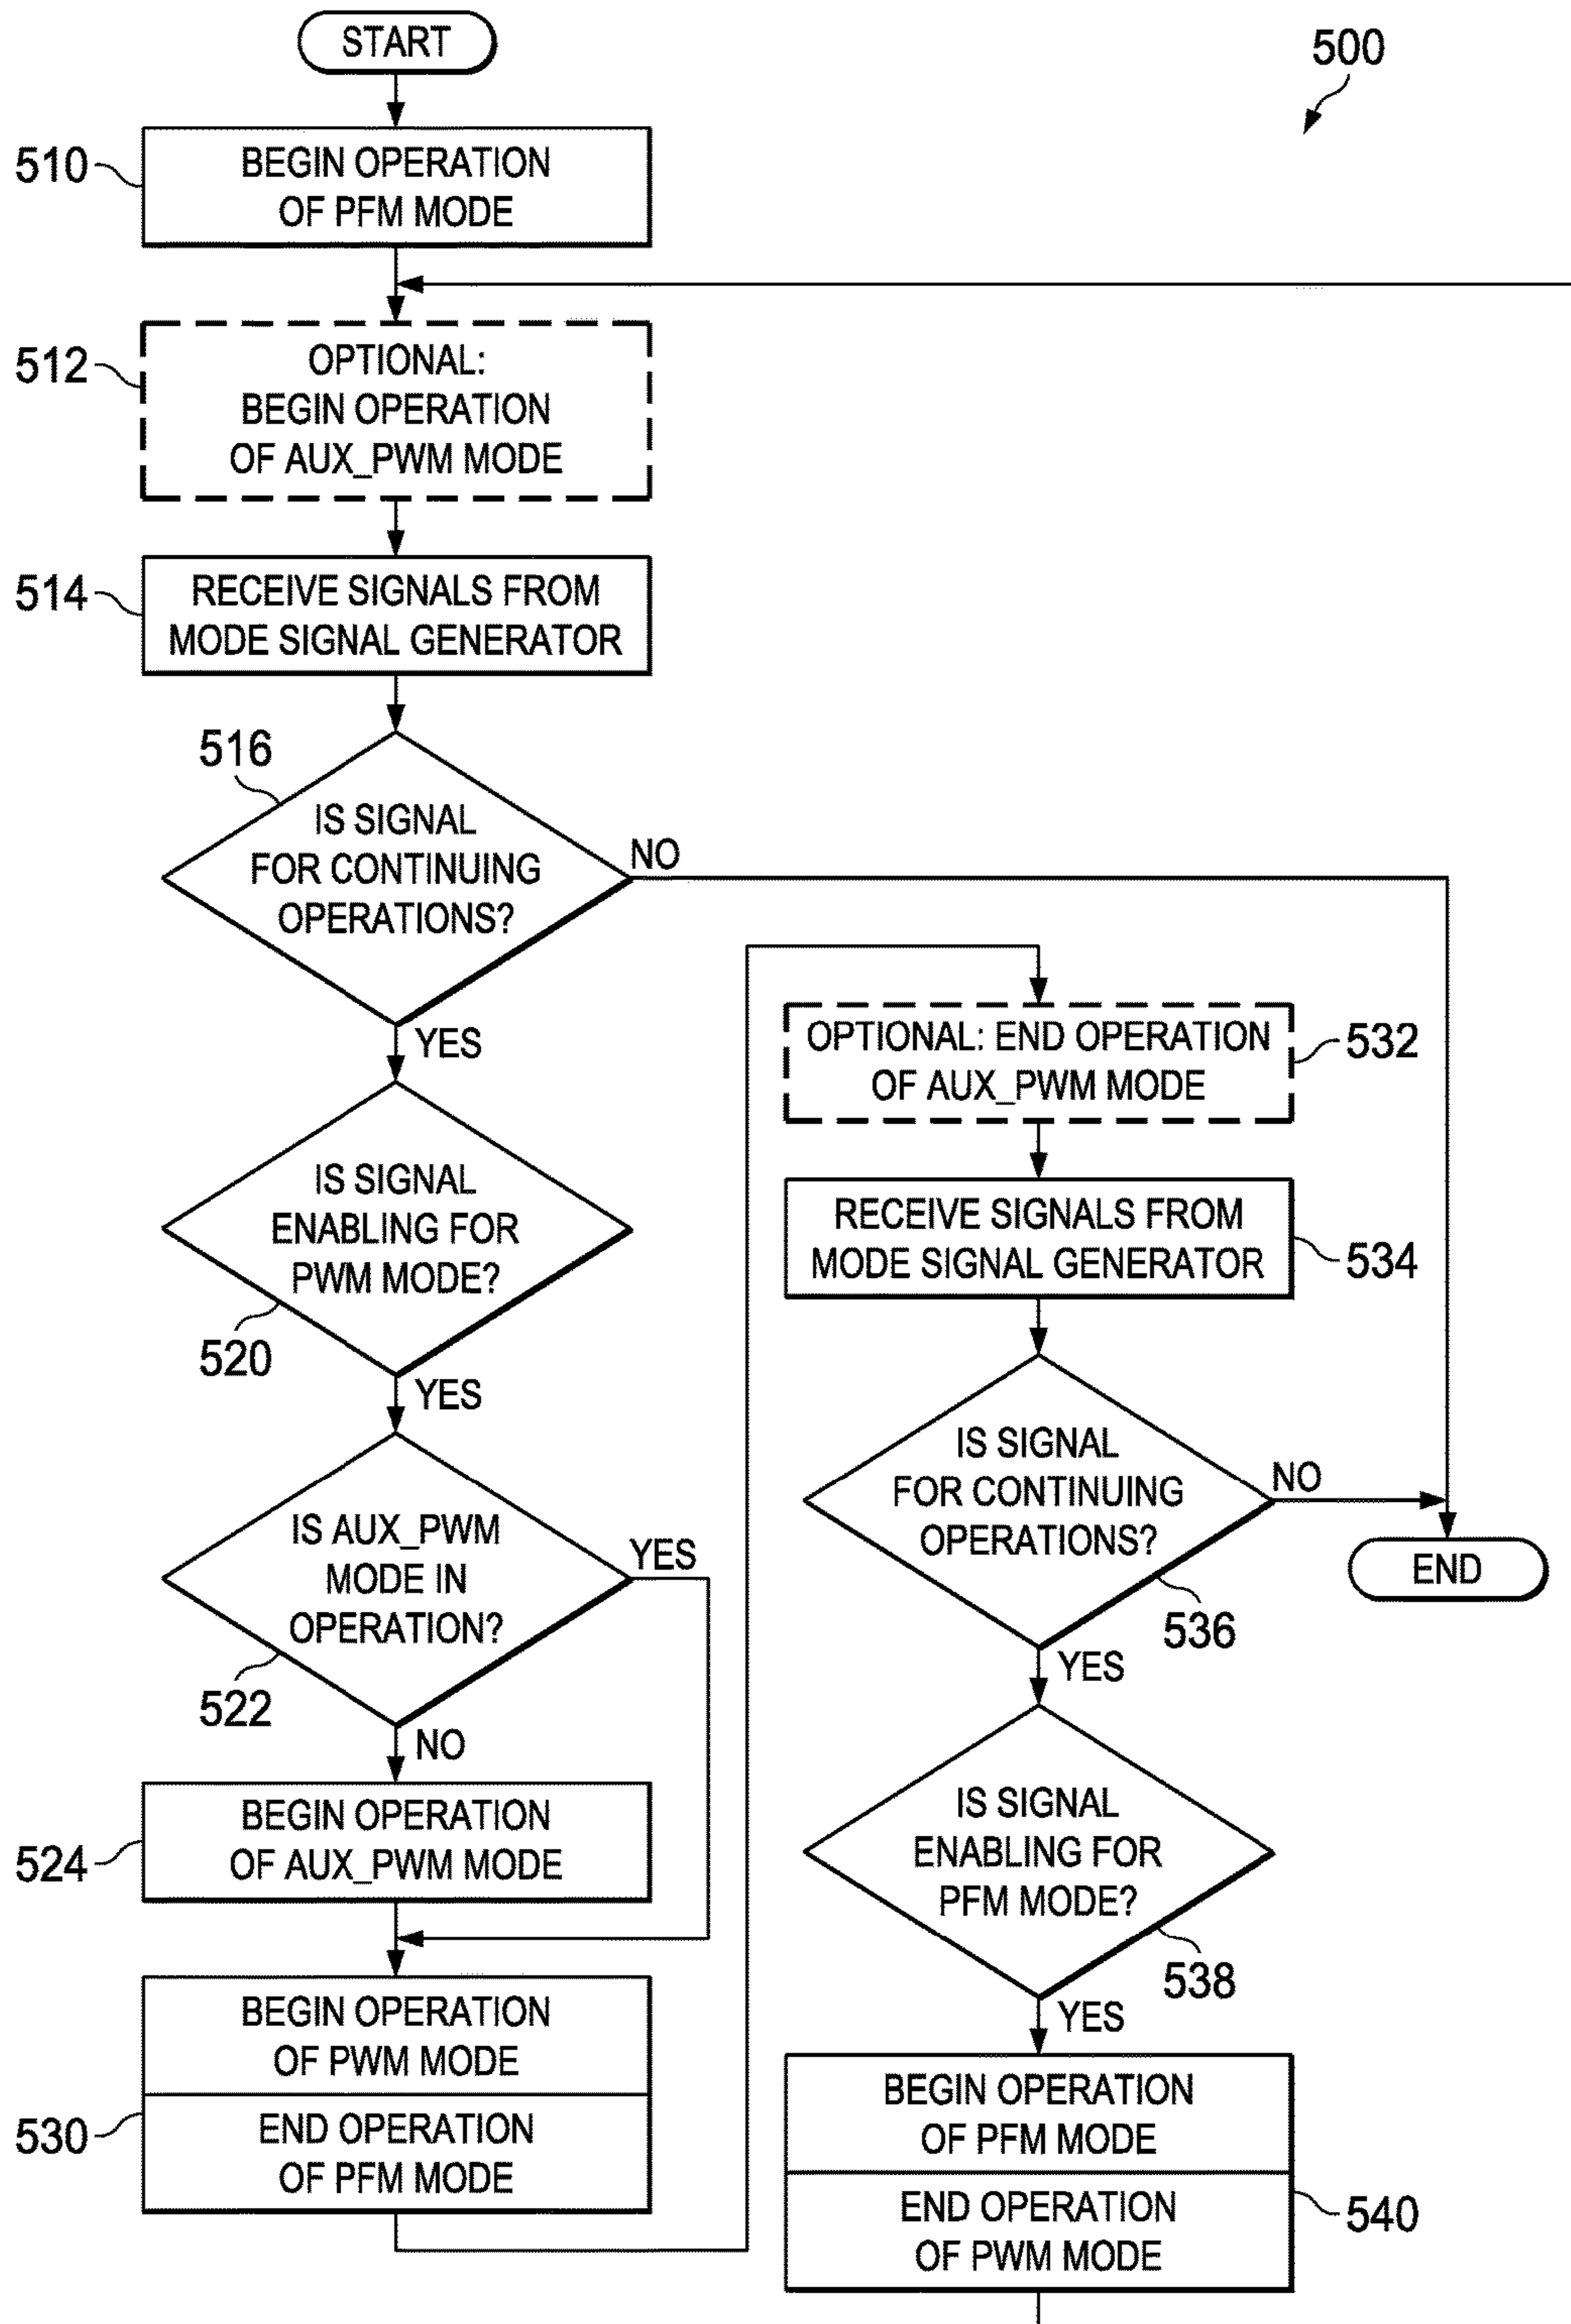 START
500
510
BEGIN OPERATION
OF PFM MODE
512
OPTIONAL:
BEGIN OPERATION
OF AUX_PWM MODE
514
RECEIVE SIGNALS FROM
MODE SIGNAL GENERATOR
516
IS SIGNAL
FOR CONTINUING
OPERATIONS?
NO
YES
IS SIGNAL
ENABLING FOR
PWM MODE?
520
YES
IS AUX_PWM
MODE IN
OPERATION?
YES
522
NO
524
BEGIN OPERATION
OF AUX_PWM MODE
BEGIN OPERATION
OF PWM MODE
530
END OPERATION
OF PFM MODE
OPTIONAL: END OPERATION
OF AUX_PWM MODE
532
RECEIVE SIGNALS FROM
MODE SIGNAL GENERATOR
534
IS SIGNAL
FOR CONTINUING
OPERATIONS?
NO
END
536
YES
IS SIGNAL
ENABLING FOR
PFM MODE?
538
YES
BEGIN OPERATION
OF PFM MODE
END OPERATION
OF PWM MODE
540